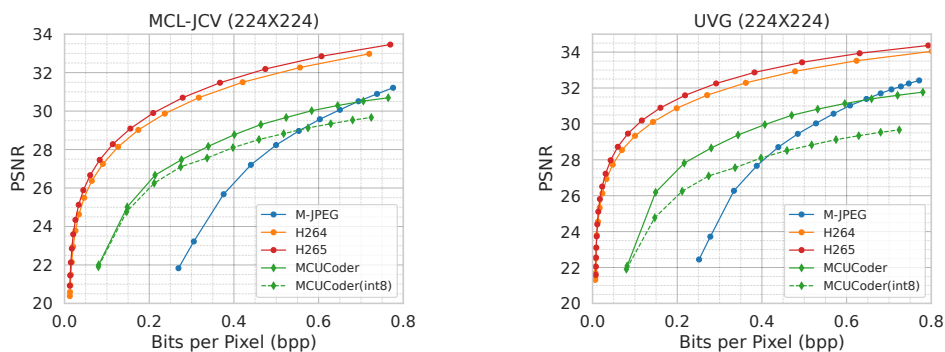 MCL-JCV (224X224)
34
32
30
28
26
24
22
20
PSNR
M-JPEG
H264
H265
MCUCoder
MCUCoder(int8)
0.0 0.2 0.4 0.6 0.8
Bits per Pixel (bpp)
UVG (224X224)
34
32
30
28
26
24
22
20
PSNR
M-JPEG
H264
H265
MCUCoder
MCUCoder(int8)
0.0 0.2 0.4 0.6 0.8
Bits per Pixel (bpp)